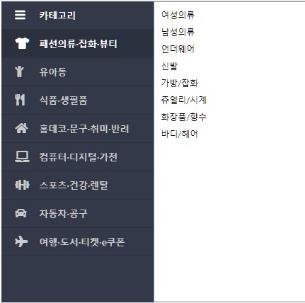 카테고리
패션의류·잡화·뷰티
유아동
식품·생필품
홈데코·문구·취미·반려
컴퓨터·디지털·가전
스포츠·건강·렌탈
자동차·공구
여행·도서·티켓·e쿠폰
여성의류
남성의류
언더웨어
신발
가방/잡화
쥬얼리/시계
화장품/향수
바디/헤어